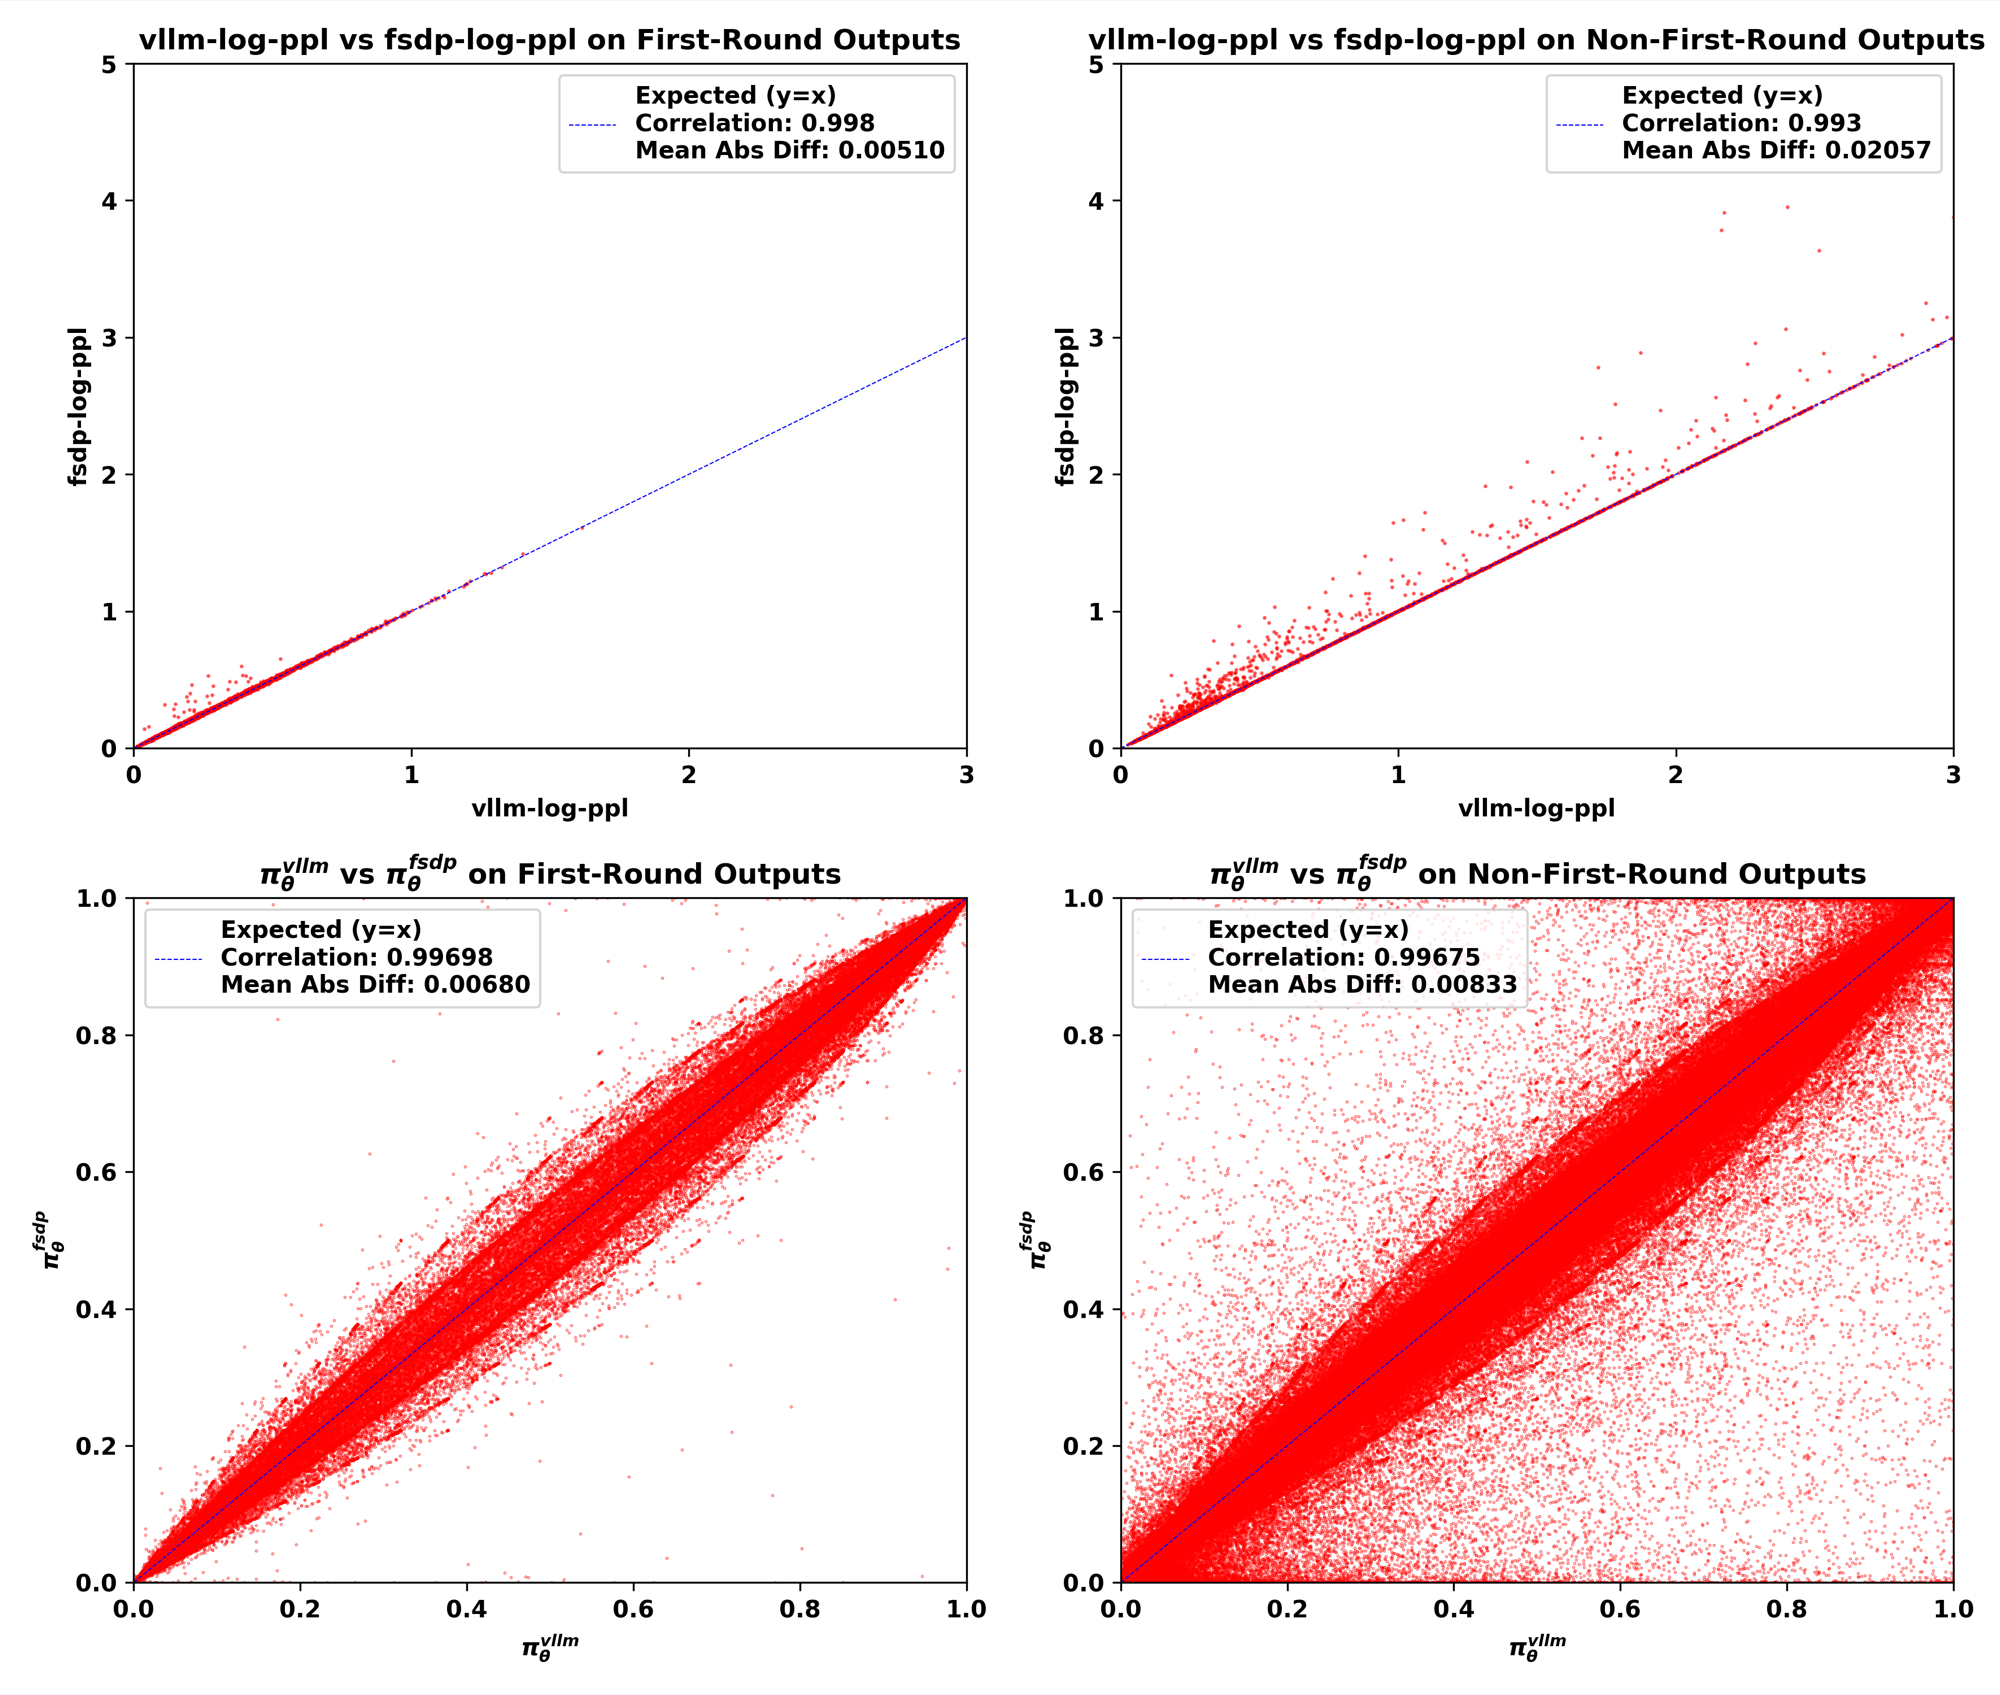 vllm-log-ppl vs fsdp-log-ppl on First-Round Outputs
Expected (y=x)
Correlation: 0.998
Mean Abs Diff: 0.00510
fsdp-log-ppl
5
4
3
2
1
0
0 1 2 3
vllm-log-ppl
vllm-log-ppl vs fsdp-log-ppl on Non-First-Round Outputs
Expected (y=x)
Correlation: 0.993
Mean Abs Diff: 0.02057
fsdp-log-ppl
5
4
3
2
1
0
0 1 2 3
vllm-log-ppl
π_θ^vllm vs π_θ^fsdp on First-Round Outputs
Expected (y=x)
Correlation: 0.99698
Mean Abs Diff: 0.00680
π_θ^fsdp
1.0
0.8
0.6
0.4
0.2
0.0
0.0 0.2 0.4 0.6 0.8 1.0
π_θ^vllm
π_θ^vllm vs π_θ^fsdp on Non-First-Round Outputs
Expected (y=x)
Correlation: 0.99675
Mean Abs Diff: 0.00833
π_θ^fsdp
1.0
0.8
0.6
0.4
0.2
0.0
0.0 0.2 0.4 0.6 0.8 1.0
π_θ^vllm